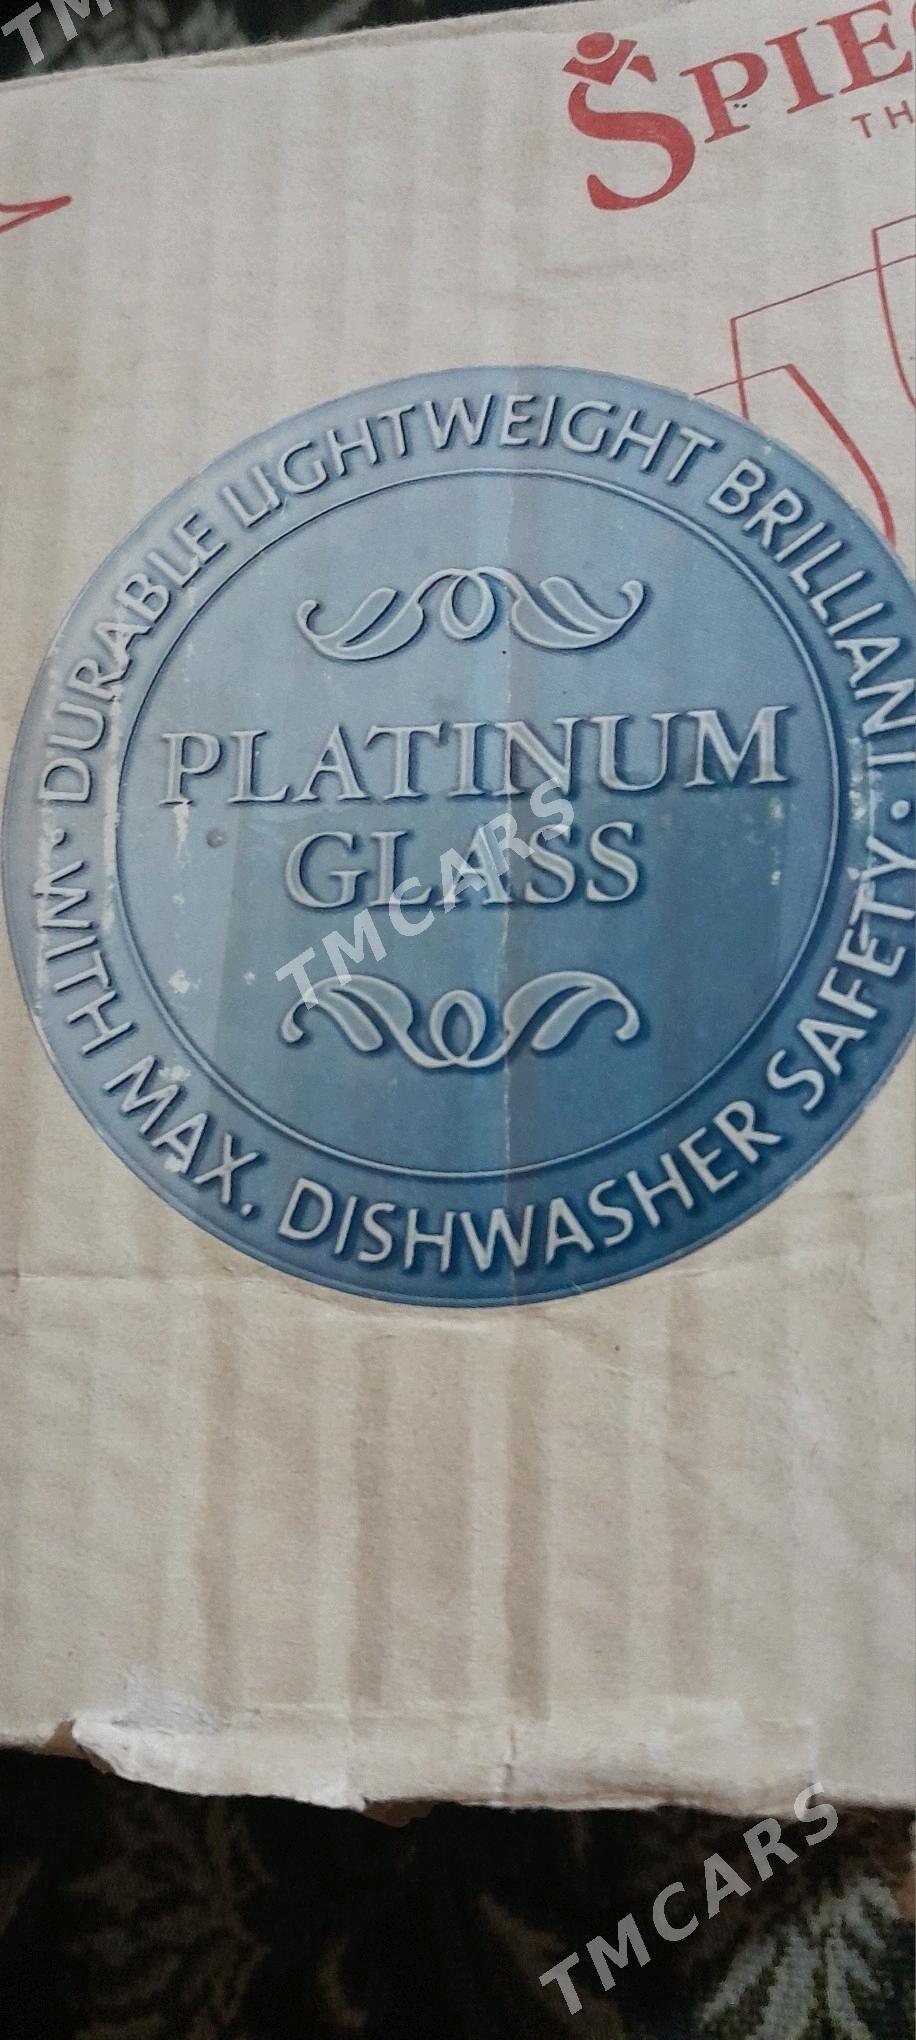 TM
SPIE
TH
DURABLE LIGHTWEIGHT BRILLIANT
PLATINUM
GLASS
TMCARS
· WITH MAX. DISHWASHER SAFETY ·
TMCARS